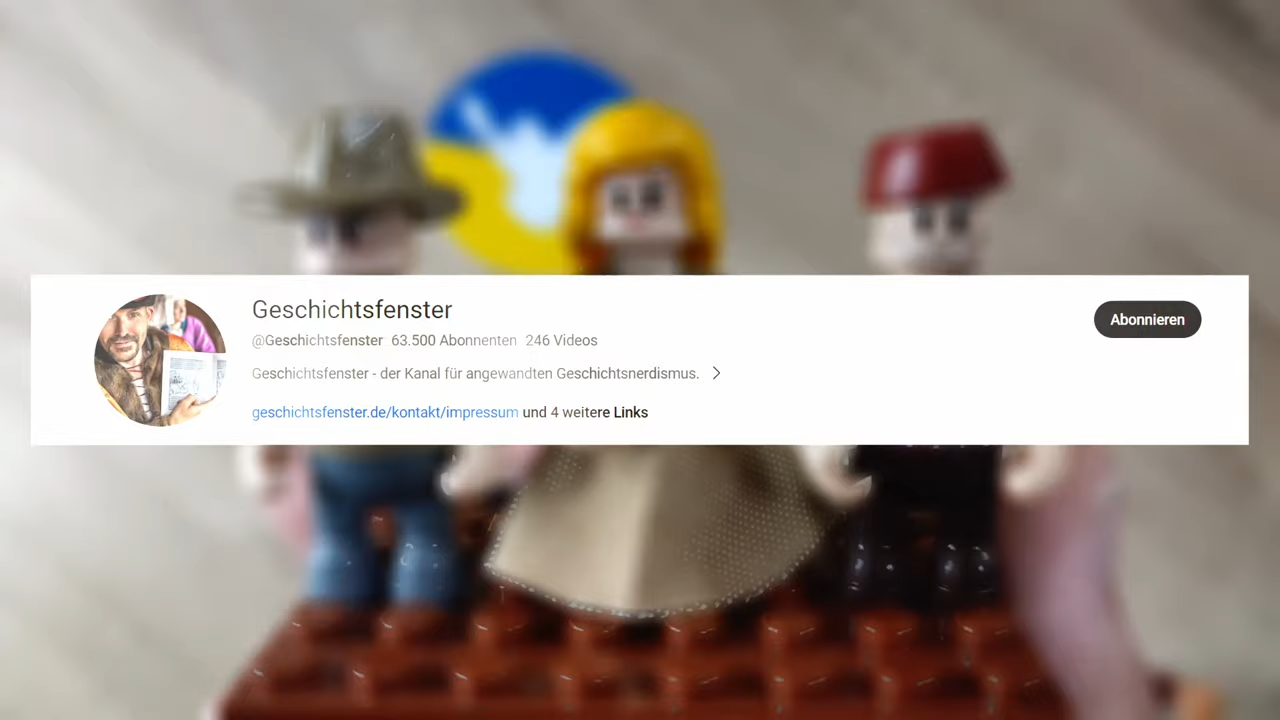 Geschichtsfenster
@Geschichtsfenster 63.500 Abonnenten 246 Videos
Abonnieren
Geschichtsfenster - der Kanal für angewandten Geschichtsnerdismus.
geschichtsfenster.de/kontakt/impressum und 4 weitere Links